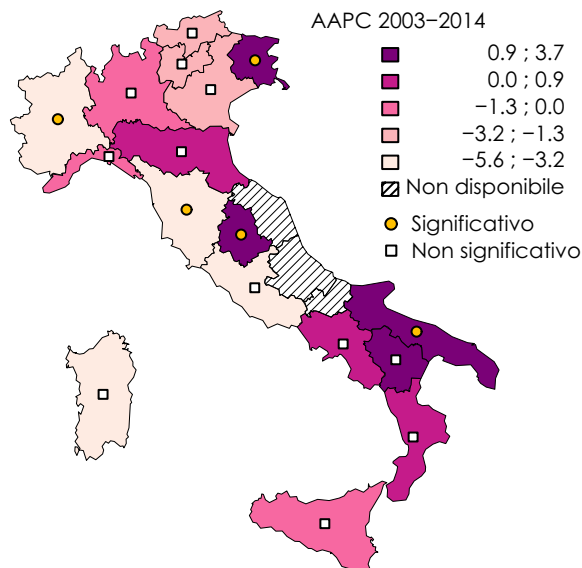 AAPC 2003−2014
0.9 ; 3.7
0.0 ; 0.9
−1.3 ; 0.0
−3.2 ; −1.3
−5.6 ; −3.2
Non disponibile
Significativo
Non significativo